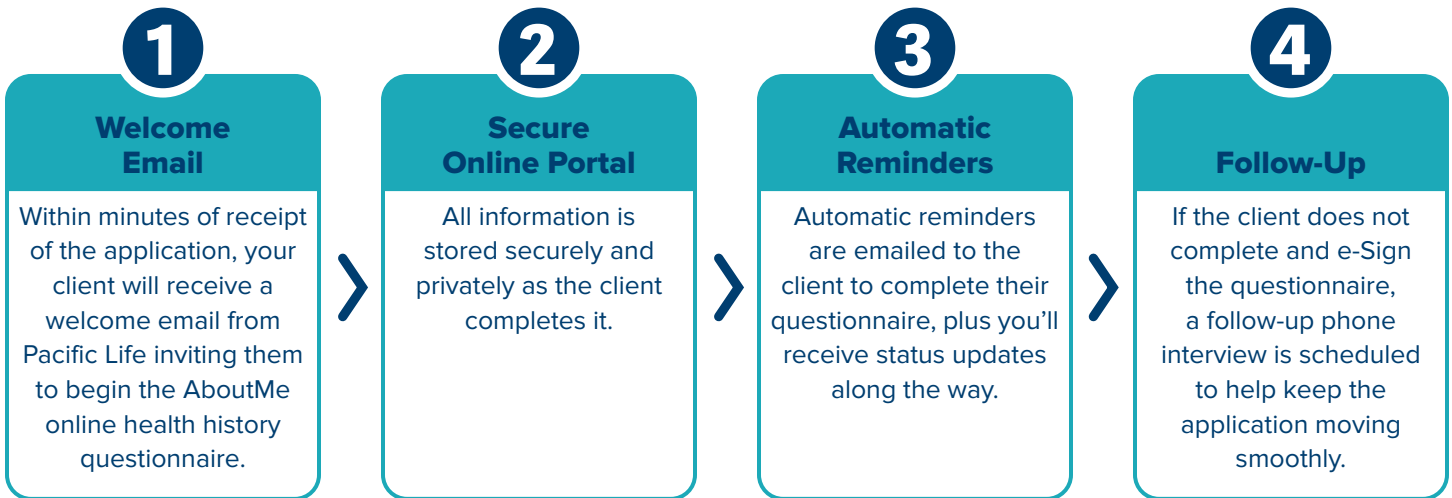 1
Welcome
Email
Within minutes of receipt
of the application, your
client will receive a
welcome email from
Pacific Life inviting them
to begin the AboutMe
online health history
questionnaire.
2
Secure
Online Portal
All information is
stored securely and
privately as the client
completes it.
3
Automatic
Reminders
Automatic reminders
are emailed to the
client to complete their
questionnaire, plus you’ll
receive status updates
along the way.
4
Follow-Up
If the client does not
complete and e-Sign
the questionnaire,
a follow-up phone
interview is scheduled
to help keep the
application moving
smoothly.